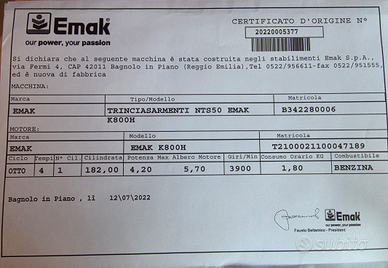 Emak
our power, your passion
CERTIFICATO D'ORIGINE N°
20220005377
Si dichiara che al seguente macchina è stata costruita negli stabilimenti Emak S.p.A.,
via Fermi 4, CAP 42011 Bagnolo in Piano (Reggio Emilia),Tel 0522/956611-fax 0522/951555,
ed è nuova di fabbrica
MACCHINA:
Marca Tipo/Modello Matricola
EMAK TRINCIASARMENTI NTS50 EMAK B342280006
K800H
MOTORE:
Marca Modello Matricola
EMAK EMAK K800H T2100021100047189
Ciclo Tempi N° Cil. Cilindrata Potenza Max Albero Motore Giri/Min Consumo Orario KG Combustibile
OTTO 4 1 182,00 4,20 5,70 3900 1,80 BENZINA
Bagnolo in Piano , lì 12\07\2022
Emak
our power, your passion
Fausto Bellamico - President
subito